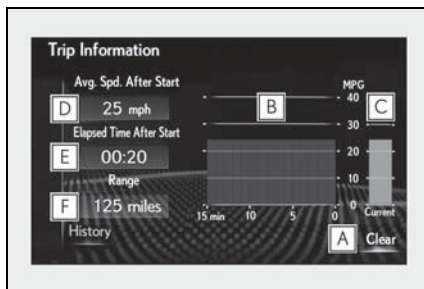 Trip Information
Avg. Spd. After Start
D 25 mph
Elapsed Time After Start
E 00:20
Range
F 125 miles
History
B
MPG
C
40
30
20
10
0
15 min 10 5 0
Current
A Clear